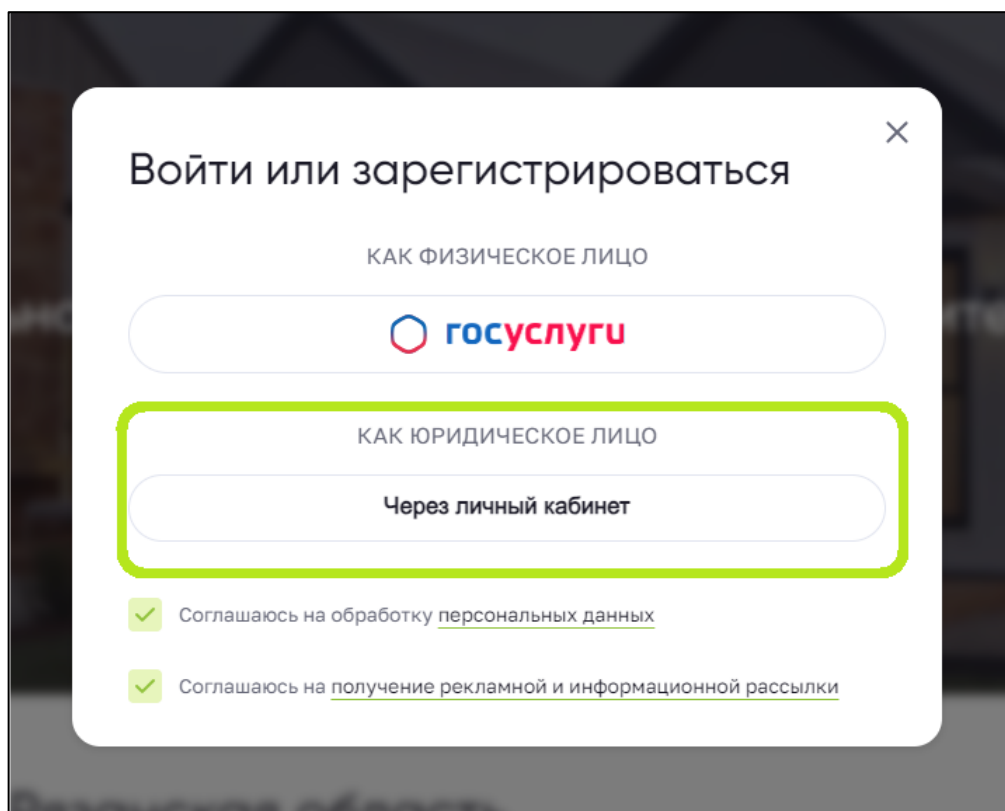 Войти или зарегистрироваться
КАК ФИЗИЧЕСКОЕ ЛИЦО
госуслуги
КАК ЮРИДИЧЕСКОЕ ЛИЦО
Через личный кабинет
Соглашаюсь на обработку персональных данных
Соглашаюсь на получение рекламной и информационной рассылки